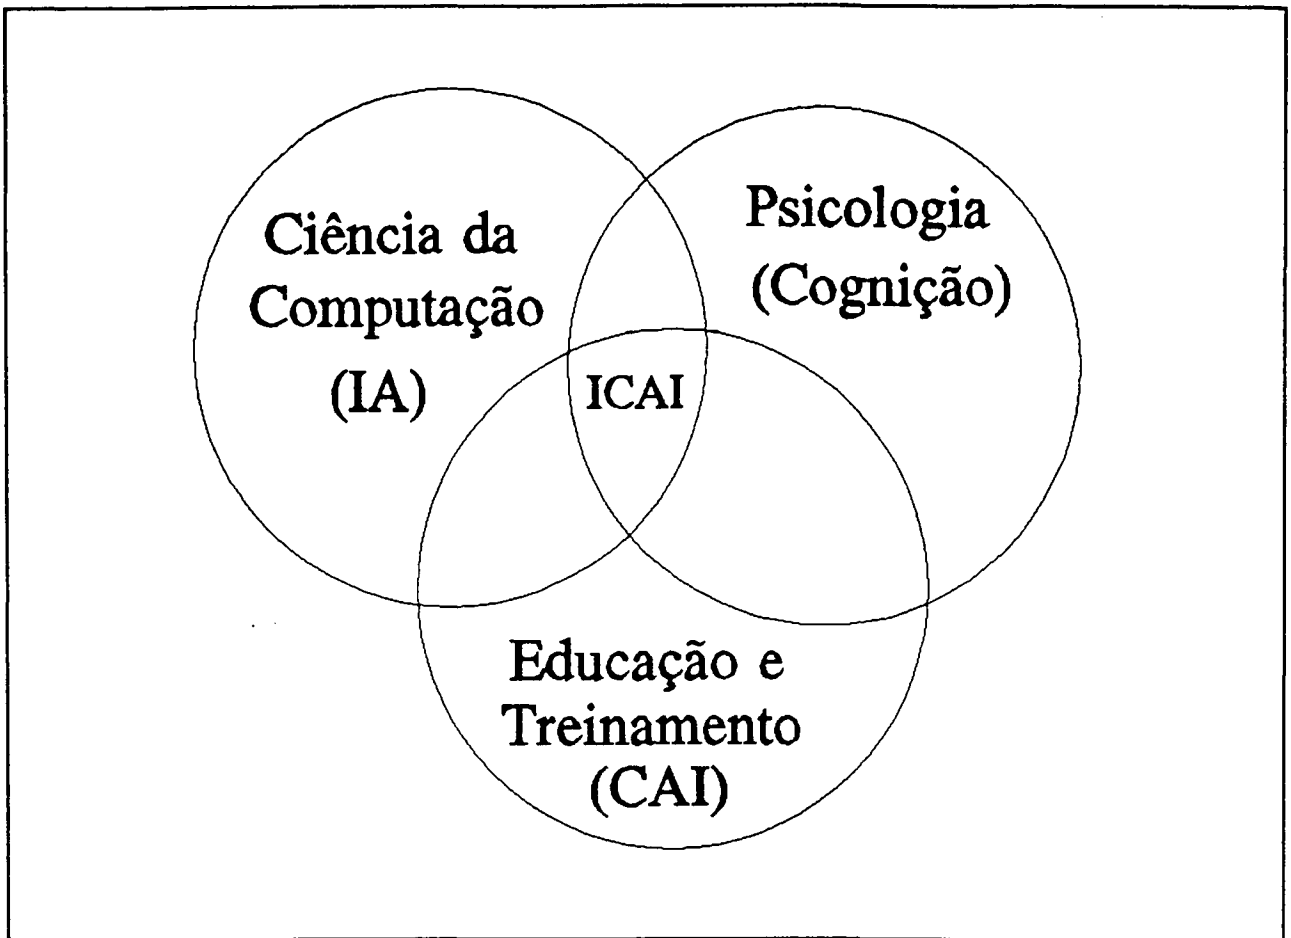 Ciência da
Computação
(IA)
Psicologia
(Cognição)
ICAI
Educação e
Treinamento
(CAI)